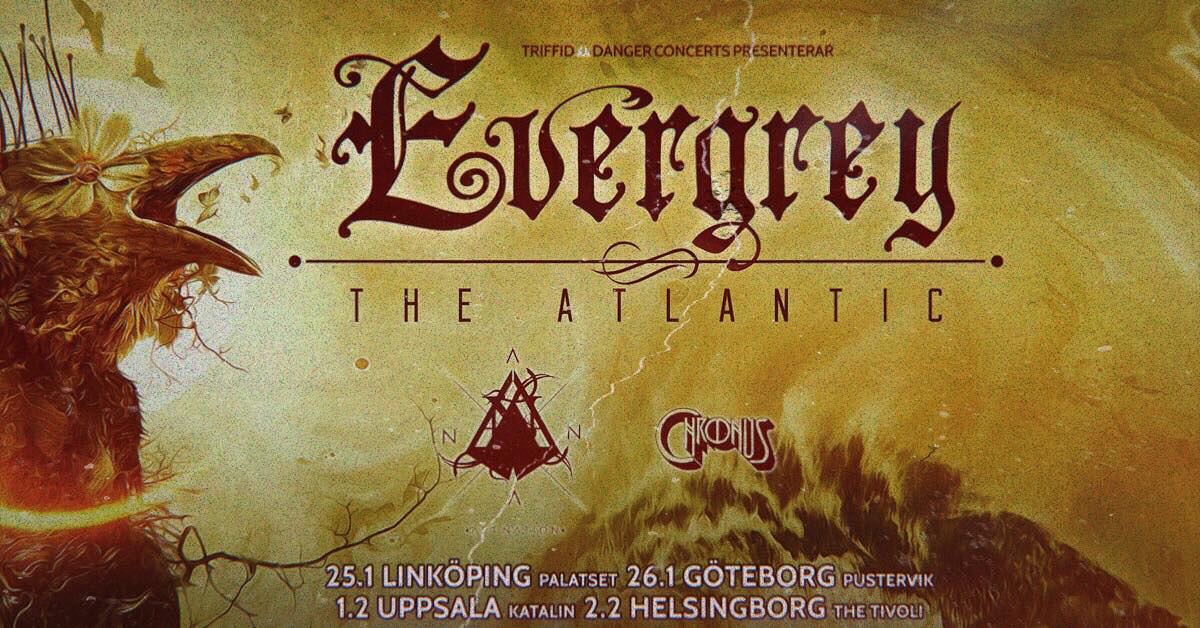 TRIFFID & DANGER CONCERTS PRESENTERAR
Evergrey
THE ATLANTIC
A
N N
A
CHRONUS
25.1 LINKÖPING PALATSET 26.1 GÖTEBORG PUSTERVIK
1.2 UPPSALA KATALIN 2.2 HELSINGBORG THE TIVOLI